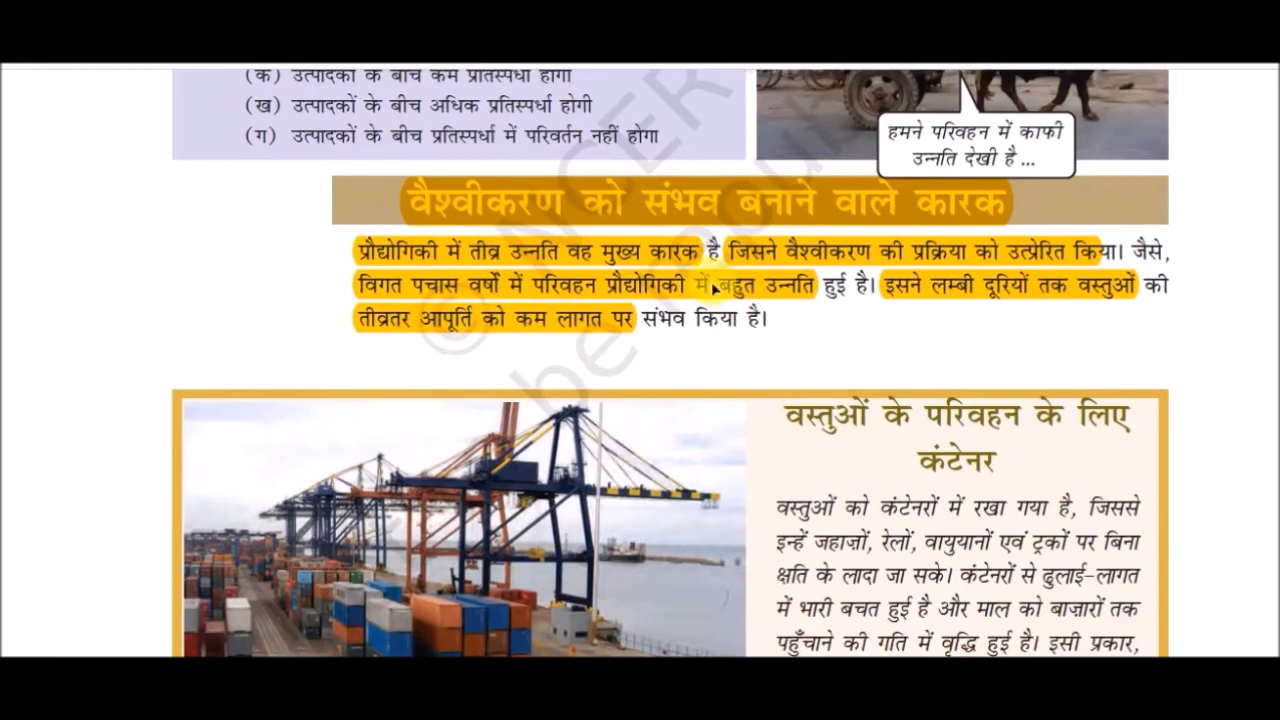 (क) उत्पादकों के बीच कम प्रतिस्पर्धा होगी
(ख) उत्पादकों के बीच अधिक प्रतिस्पर्धा होगी
(ग) उत्पादकों के बीच प्रतिस्पर्धा में परिवर्तन नहीं होगा
हमने परिवहन में काफी
उन्नति देखी है ...
वैश्वीकरण को संभव बनाने वाले कारक
प्रौद्योगिकी में तीव्र उन्नति वह मुख्य कारक है जिसने वैश्वीकरण की प्रक्रिया को उत्प्रेरित किया। जैसे,
विगत पचास वर्षों में परिवहन प्रौद्योगिकी में बहुत उन्नति हुई है। इसने लम्बी दूरियों तक वस्तुओं की
तीव्रतर आपूर्ति को कम लागत पर संभव किया है।
वस्तुओं के परिवहन के लिए
कंटेनर
वस्तुओं को कंटेनरों में रखा गया है, जिससे
इन्हें जहाज़ों, रेलों, वायुयानों एवं ट्रकों पर बिना
क्षति के लादा जा सके। कंटेनरों से ढुलाई-लागत
में भारी बचत हुई है और माल को बाज़ारों तक
पहुँचाने की गति में वृद्धि हुई है। इसी प्रकार,
© NCER
be repu